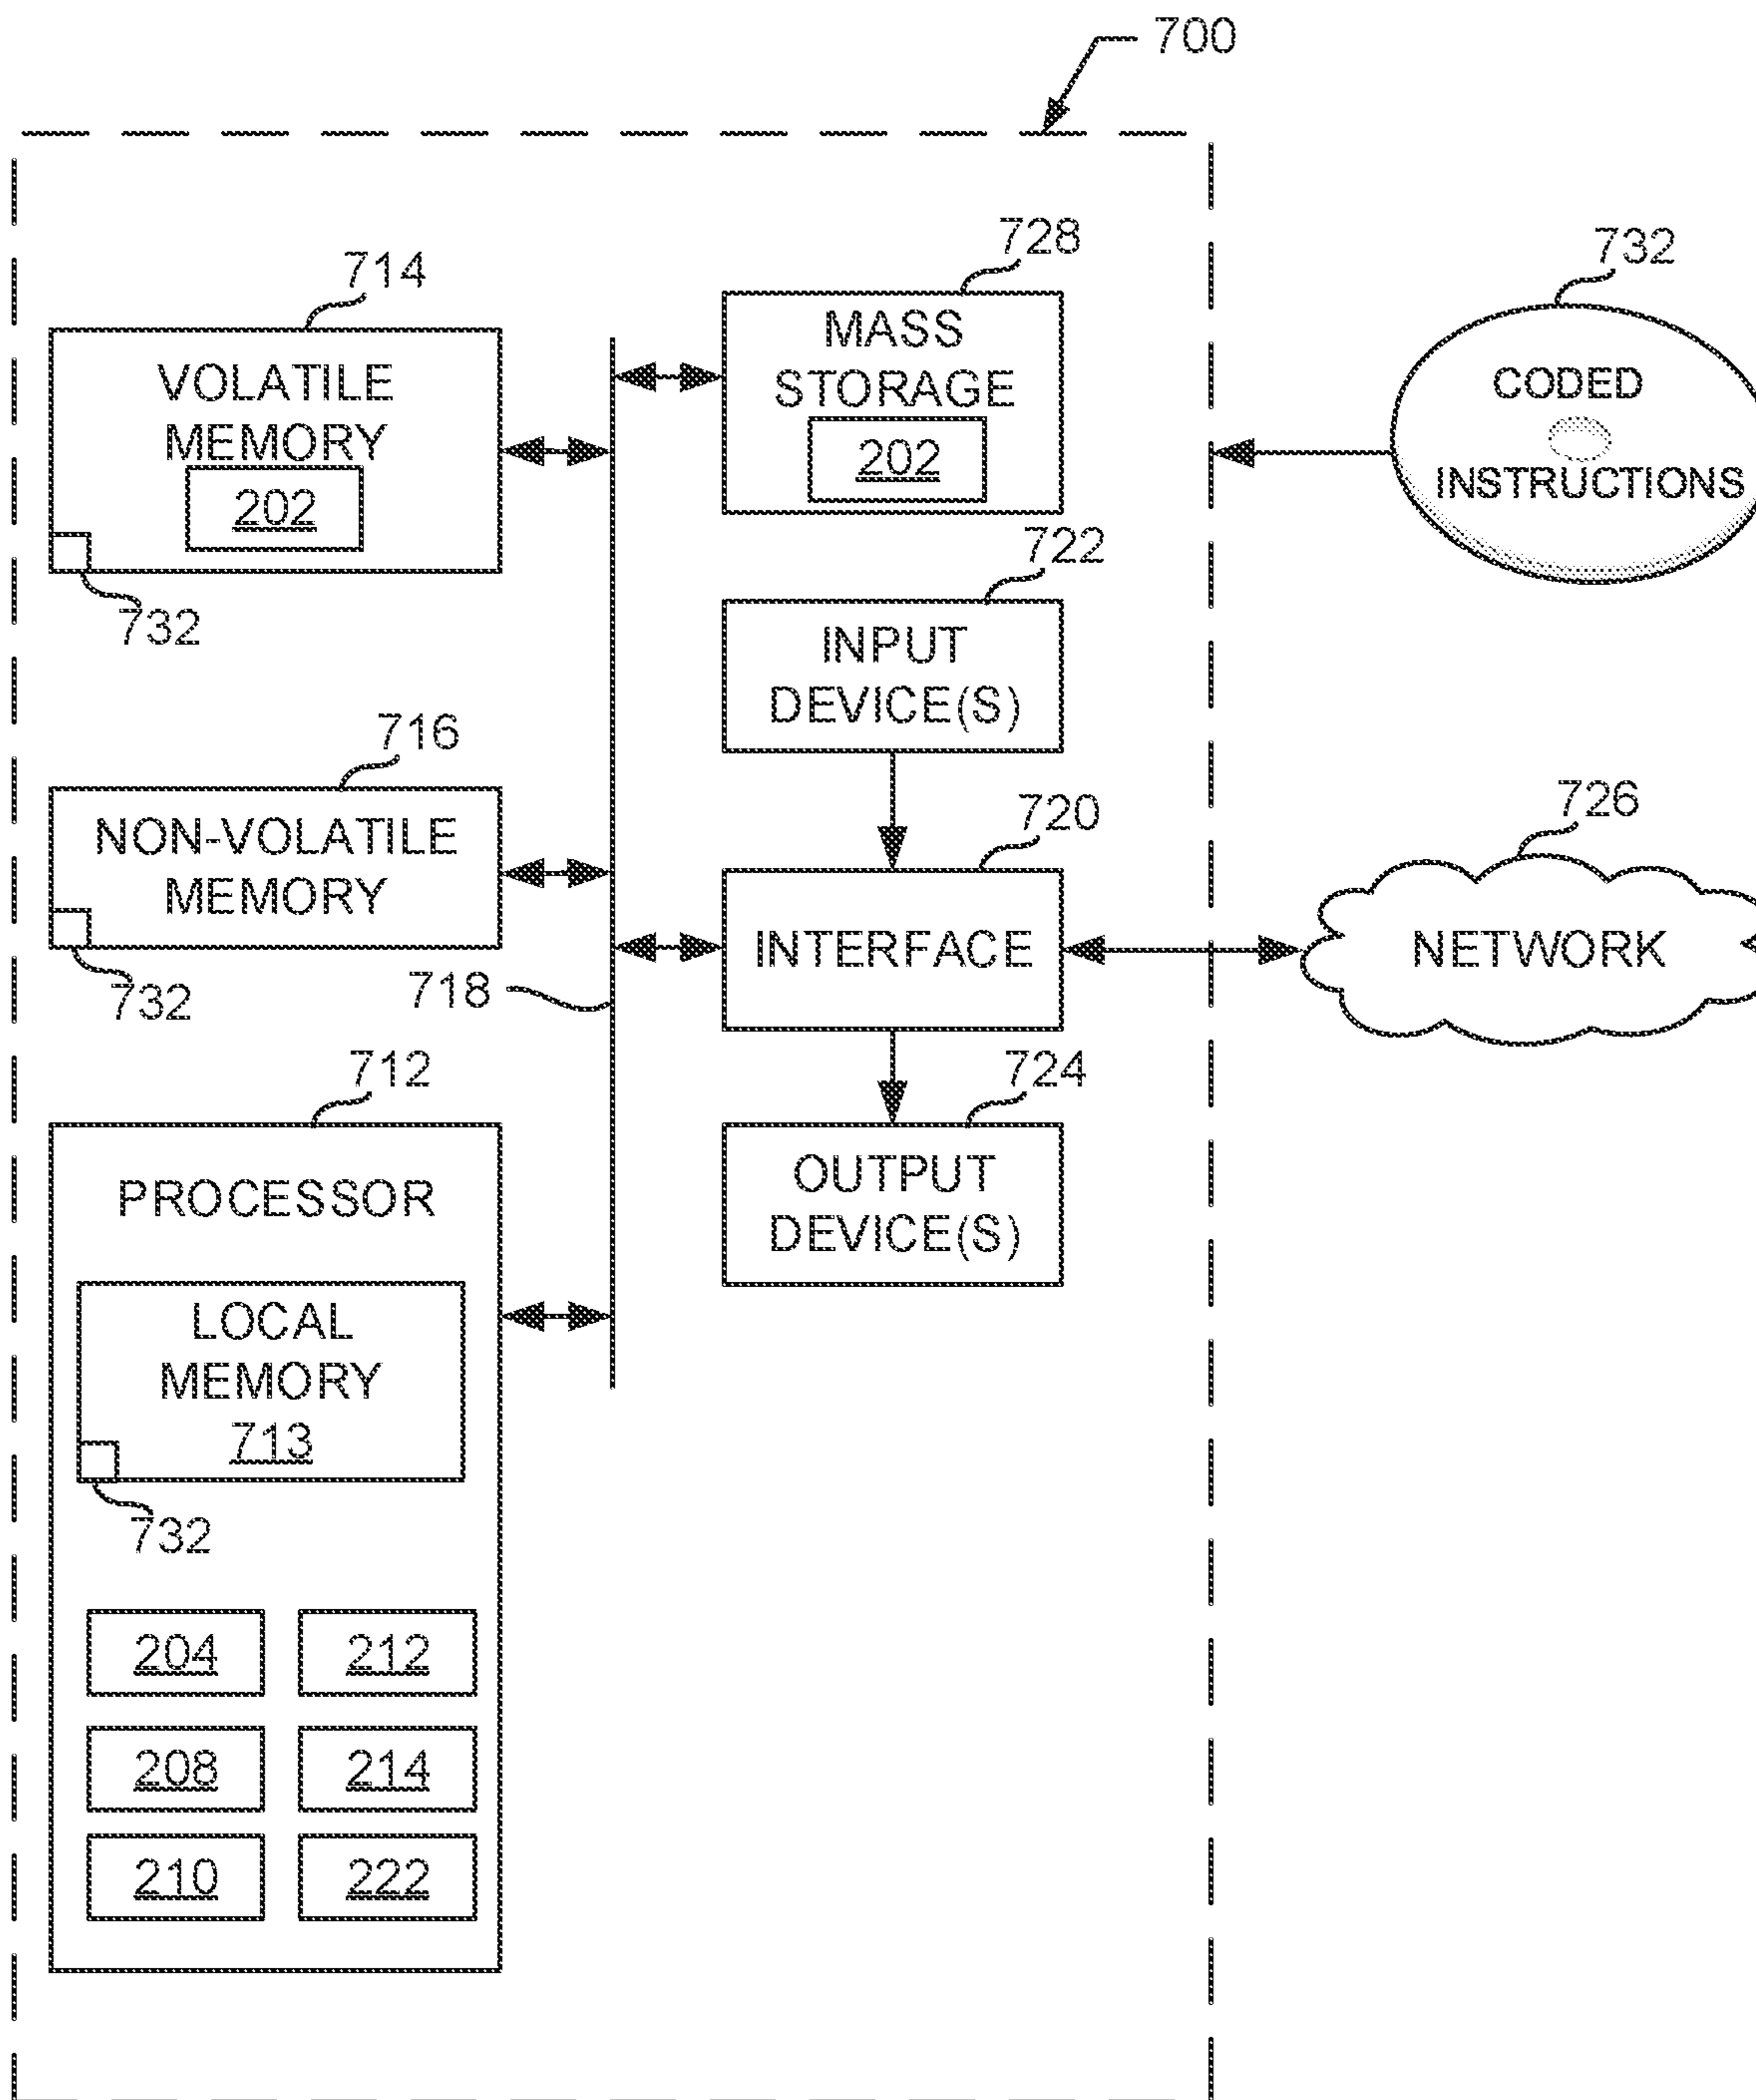 700
714
VOLATILE
MEMORY
202
732
728
MASS
STORAGE
202
732
CODED
INSTRUCTIONS
722
INPUT
DEVICE(S)
716
NON-VOLATILE
MEMORY
732
718
720
INTERFACE
726
NETWORK
712
PROCESSOR
LOCAL
MEMORY
713
732
204
212
208
214
210
222
724
OUTPUT
DEVICE(S)